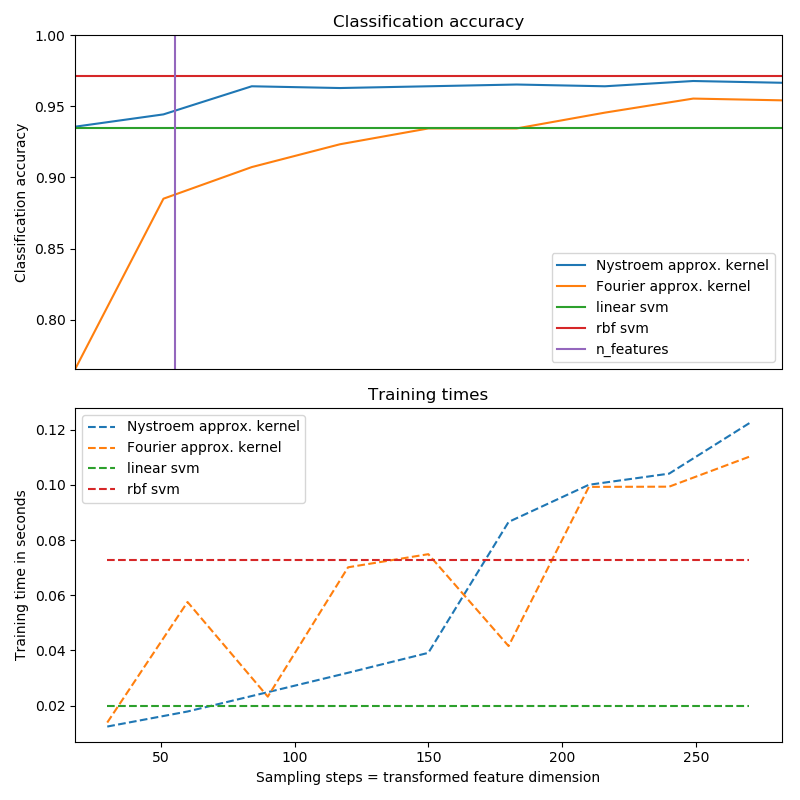 Classification accuracy
1.00
0.95
0.90
0.85
0.80
Classification accuracy
Nystroem approx. kernel
Fourier approx. kernel
linear svm
rbf svm
n_features
Training times
0.12
0.10
0.08
0.06
0.04
0.02
Training time in seconds
Nystroem approx. kernel
Fourier approx. kernel
linear svm
rbf svm
50 100 150 200 250
Sampling steps = transformed feature dimension